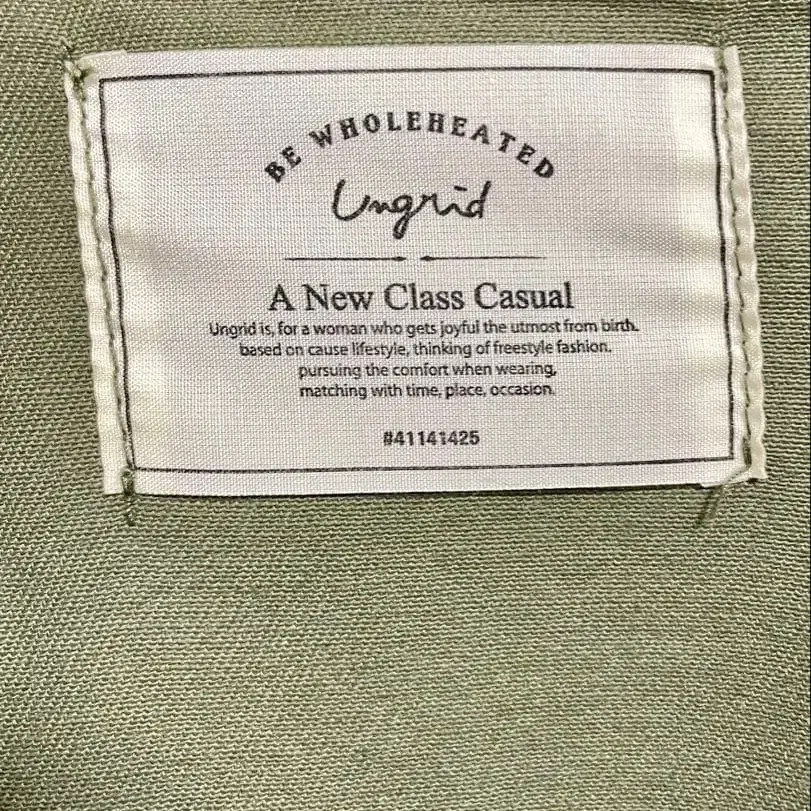 BE WHOLEHEATED
Ungrid
A New Class Casual
Ungrid is, for a woman who gets joyful the utmost from birth.
based on cause lifestyle, thinking of freestyle fashion.
pursuing the comfort when wearing,
matching with time, place, occasion.
#41141425